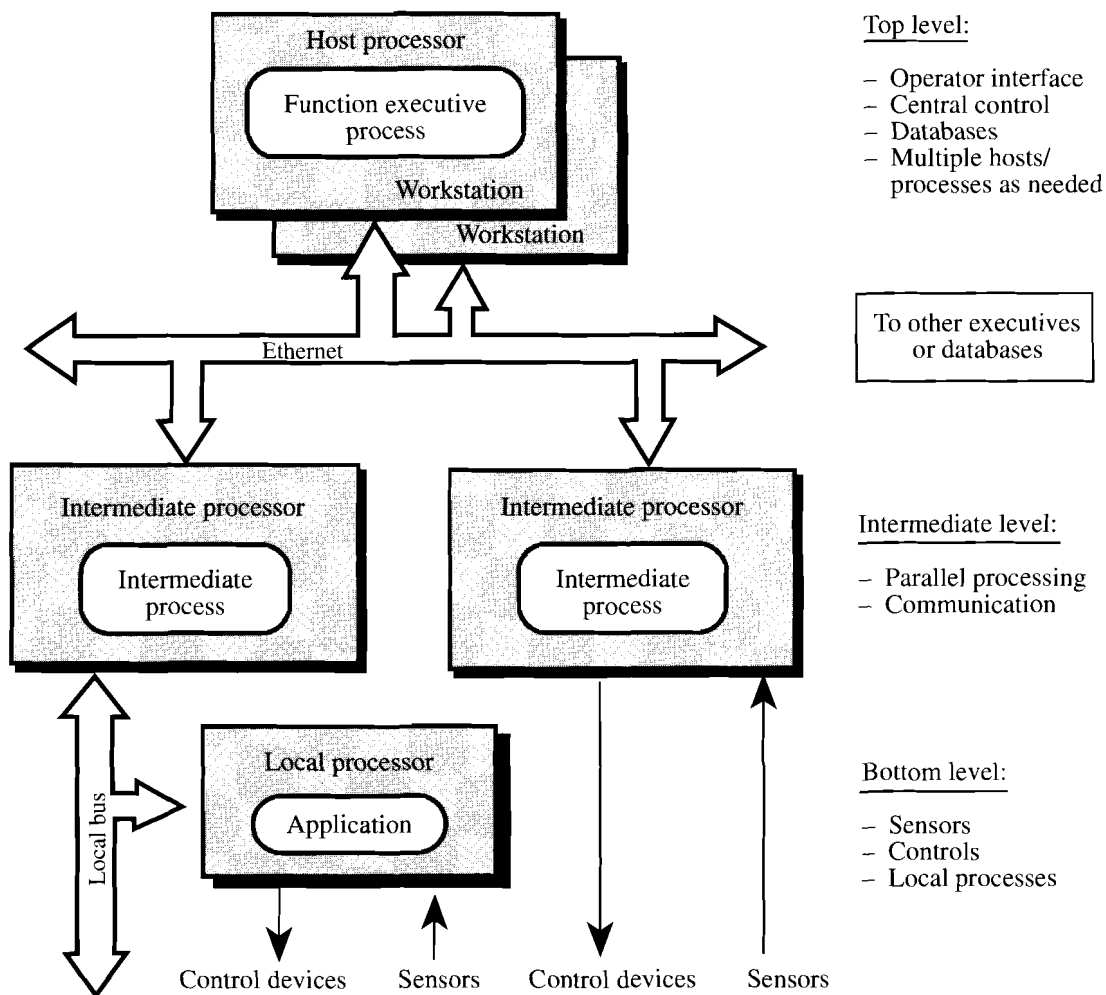 Host processor
Function executive
process
Workstation
Workstation
Top level:
– Operator interface
– Central control
– Databases
– Multiple hosts/
processes as needed
Ethernet
To other executives
or databases
Intermediate processor
Intermediate
process
Intermediate processor
Intermediate
process
Intermediate level:
– Parallel processing
– Communication
Local bus
Local processor
Application
Bottom level:
– Sensors
– Controls
– Local processes
Control devices
Sensors
Control devices
Sensors